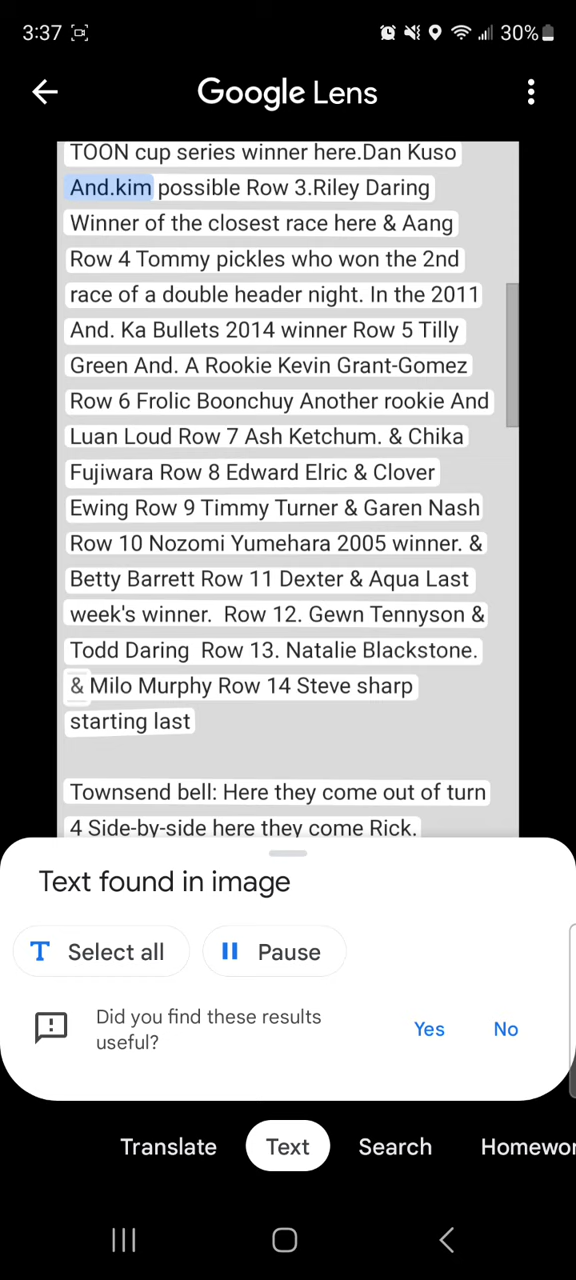 3:37
30%
Google Lens
TOON cup series winner here.Dan Kuso
And.kim possible Row 3.Riley Daring
Winner of the closest race here & Aang
Row 4 Tommy pickles who won the 2nd
race of a double header night. In the 2011
And. Ka Bullets 2014 winner Row 5 Tilly
Green And. A Rookie Kevin Grant-Gomez
Row 6 Frolic Boonchuy Another rookie And
Luan Loud Row 7 Ash Ketchum. & Chika
Fujiwara Row 8 Edward Elric & Clover
Ewing Row 9 Timmy Turner & Garen Nash
Row 10 Nozomi Yumehara 2005 winner. &
Betty Barrett Row 11 Dexter & Aqua Last
week's winner. Row 12. Gewn Tennyson &
Todd Daring Row 13. Natalie Blackstone.
& Milo Murphy Row 14 Steve sharp
starting last
Townsend bell: Here they come out of turn
4 Side-by-side here they come Rick.
Text found in image
T Select all
Pause
Did you find these results
useful?
Yes
No
Translate
Text
Search
Homewor